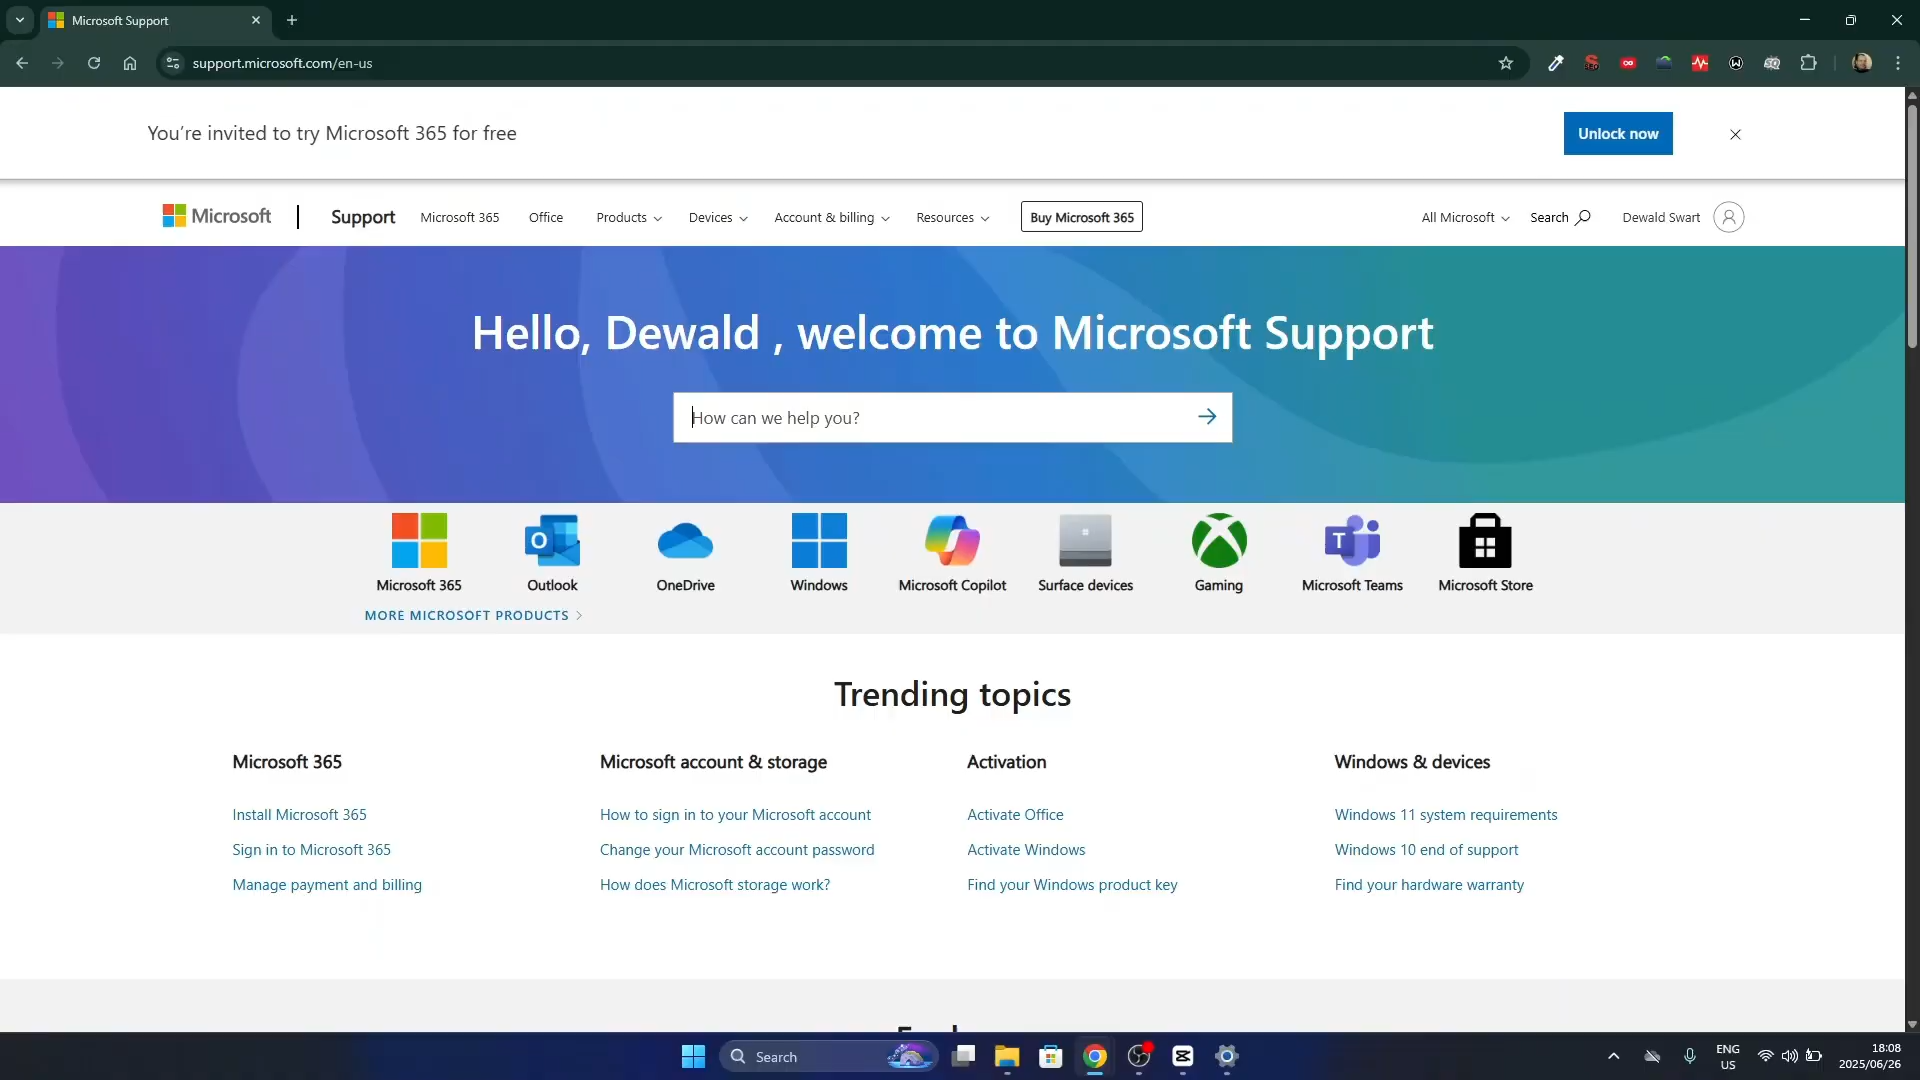 Microsoft Support
support.microsoft.com/en-us
You're invited to try Microsoft 365 for free
Unlock now
Microsoft
Support
Microsoft 365
Office
Products
Devices
Account & billing
Resources
Buy Microsoft 365
All Microsoft
Search
Dewald Swart
Hello, Dewald , welcome to Microsoft Support
How can we help you?
Microsoft 365
Outlook
OneDrive
Windows
Microsoft Copilot
Surface devices
Gaming
Microsoft Teams
Microsoft Store
MORE MICROSOFT PRODUCTS
Trending topics
Microsoft 365
Install Microsoft 365
Sign in to Microsoft 365
Manage payment and billing
Microsoft account & storage
How to sign in to your Microsoft account
Change your Microsoft account password
How does Microsoft storage work?
Activation
Activate Office
Activate Windows
Find your Windows product key
Windows & devices
Windows 11 system requirements
Windows 10 end of support
Find your hardware warranty
Search
ENG
US
18:08
2025/06/26